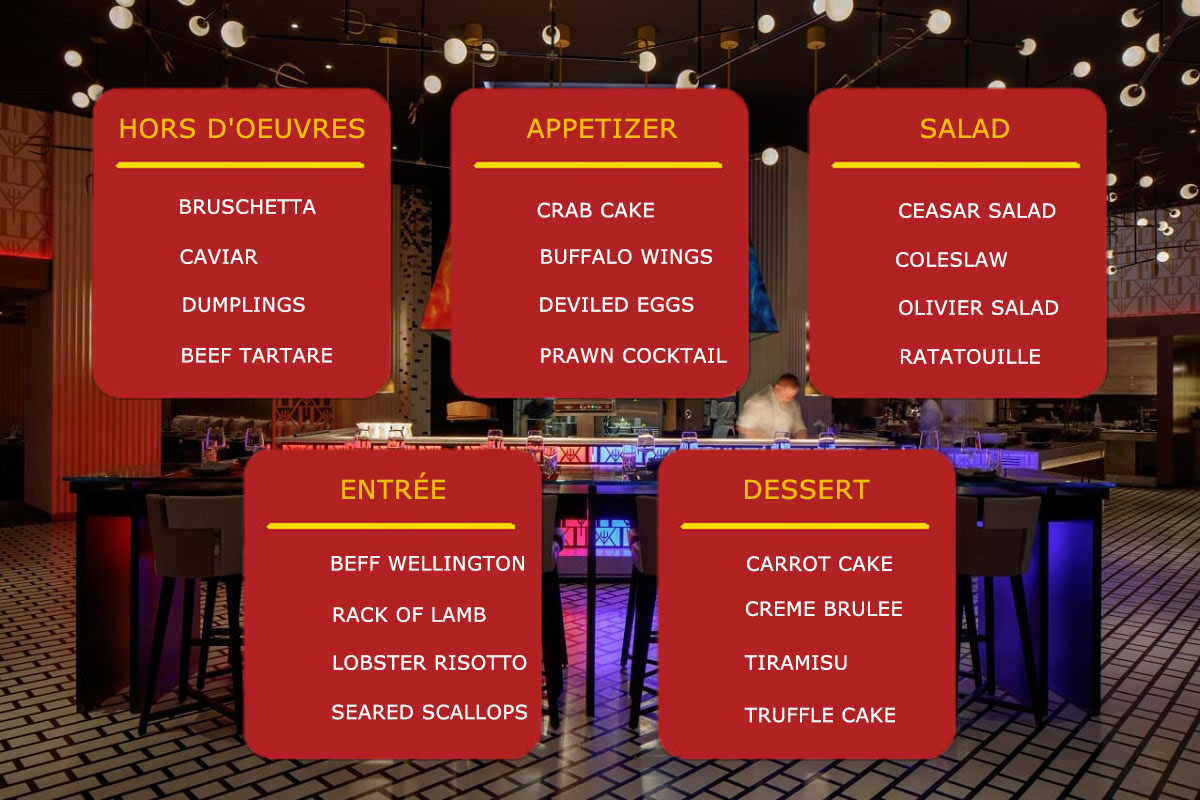 HORS D'OEUVRES
BRUSCHETTA
CAVIAR
DUMPLINGS
BEEF TARTARE
APPETIZER
CRAB CAKE
BUFFALO WINGS
DEVILED EGGS
PRAWN COCKTAIL
SALAD
CEASAR SALAD
COLESLAW
OLIVIER SALAD
RATATOUILLE
ENTRÉE
BEFF WELLINGTON
RACK OF LAMB
LOBSTER RISOTTO
SEARED SCALLOPS
DESSERT
CARROT CAKE
CREME BRULEE
TIRAMISU
TRUFFLE CAKE